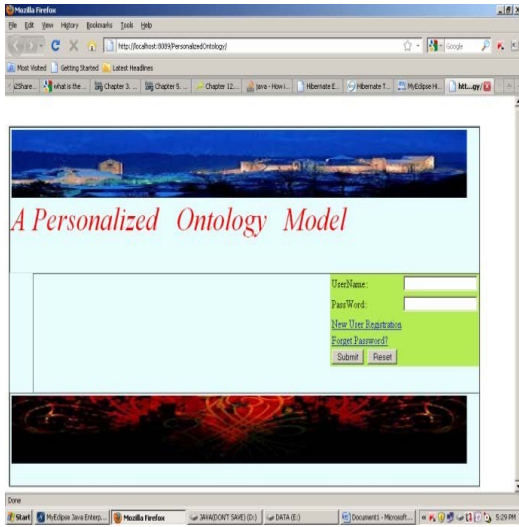 Mozilla Firefox
File Edit View History Bookmarks Tools Help
http://localhost:8089/PersonalizedOntology/
Google
Most Visited Getting Started Latest Headlines
what is the ... Chapter 3. ... Chapter 5. ... Chapter 12.... java - How i... Hibernate E... Hibernate T... MyEclipse H... htt...gy/
A Personalized Ontology Model
UserName:
PassWord:
New User Registration
Forget Password?
Submit Reset
Done
Start MyEclipse Java Enterp... Mozilla Firefox JAVA(DONT SAVE) (D:) DATA (E:) Document1 - Microsoft... 5:29 PM